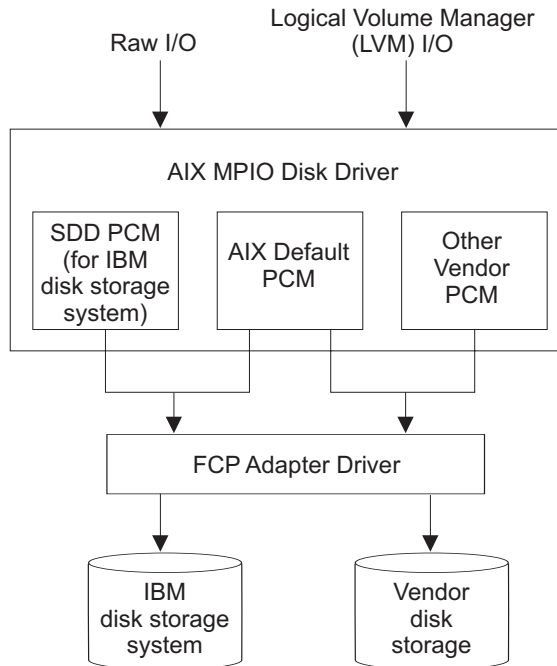 Raw I/O
Logical Volume Manager
(LVM) I/O
AIX MPIO Disk Driver
SDD PCM
(for IBM
disk storage
system)
AIX Default
PCM
Other
Vendor
PCM
FCP Adapter Driver
IBM
disk storage
system
Vendor
disk
storage